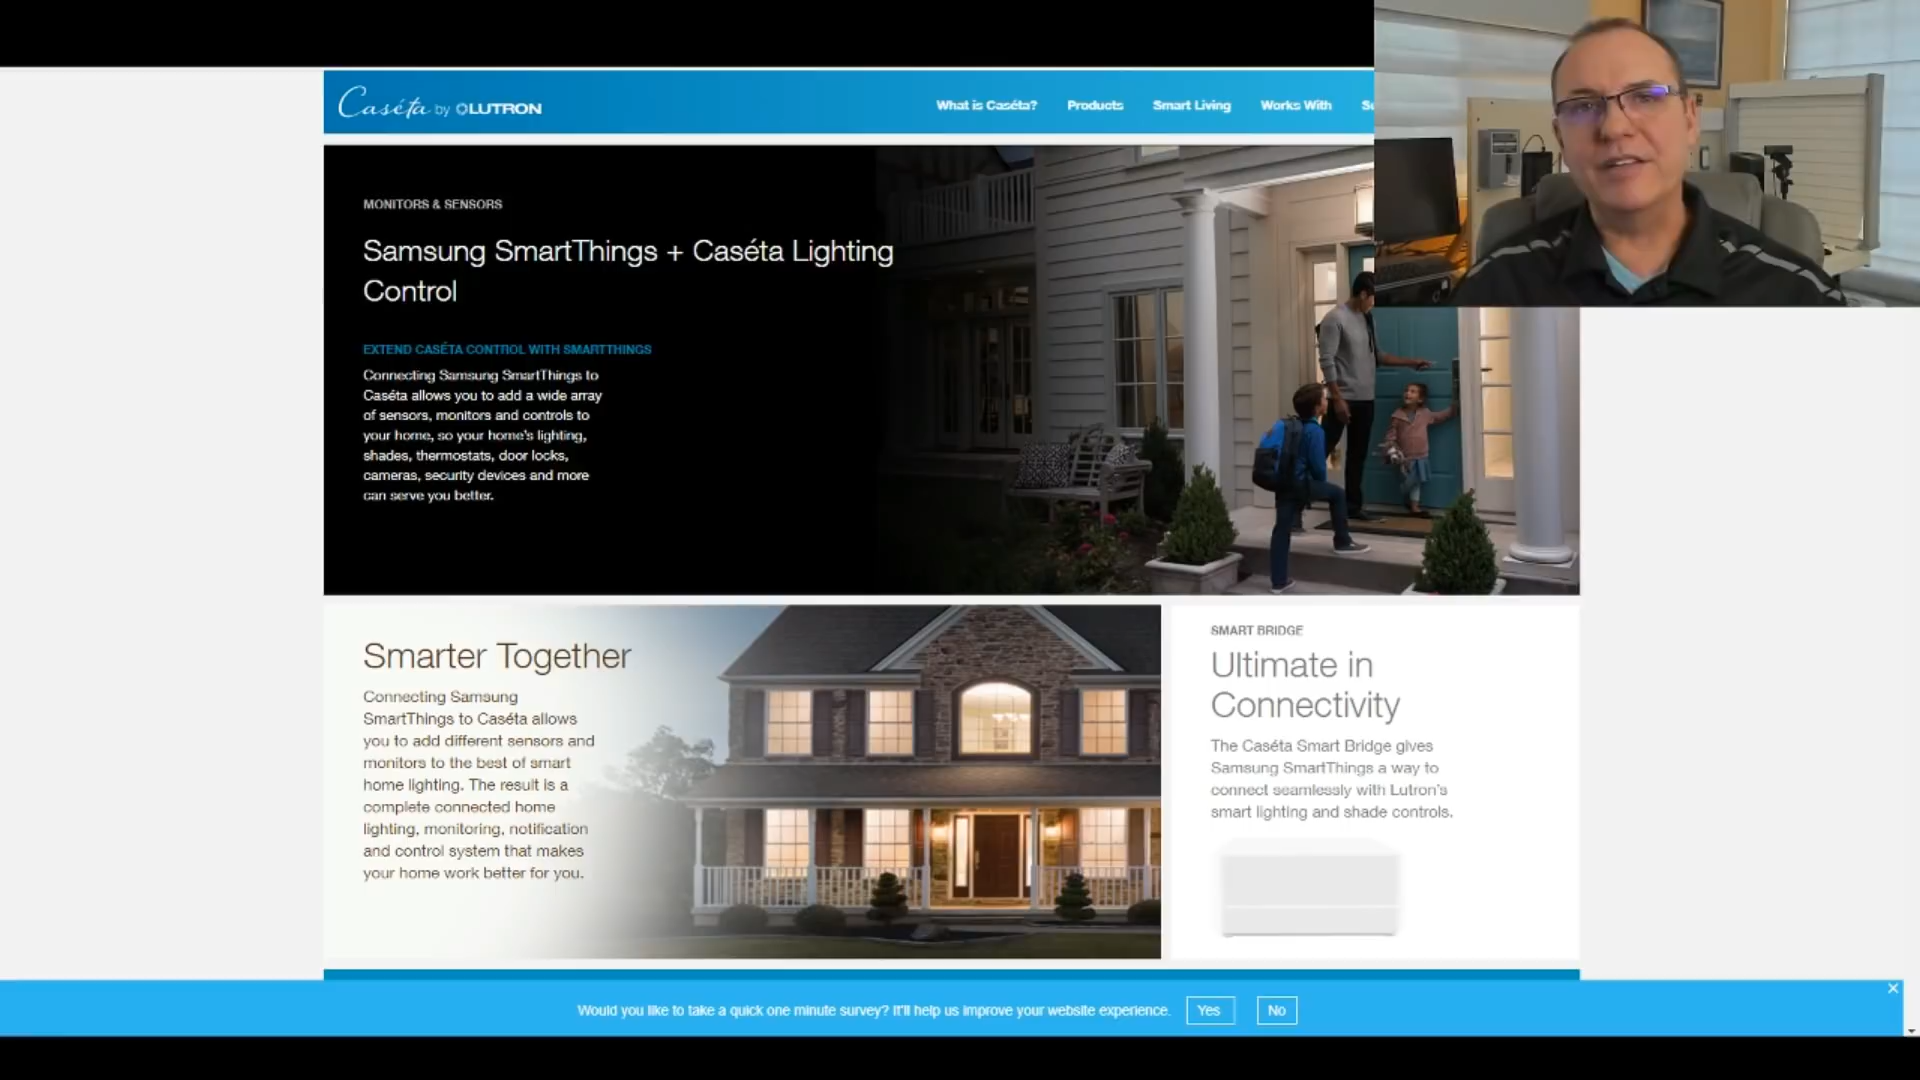 Caséta by LUTRON
What is Caséta? Products Smart Living Works With
MONITORS & SENSORS
Samsung SmartThings + Caséta Lighting
Control
EXTEND CASÉTA CONTROL WITH SMARTTHINGS
Connecting Samsung SmartThings to
Caséta allows you to add a wide array
of sensors, monitors and controls to
your home, so your home's lighting,
shades, thermostats, door locks,
cameras, security devices and more
can serve you better.
Smarter Together
Connecting Samsung
SmartThings to Caséta allows
you to add different sensors and
monitors to the best of smart
home lighting. The result is a
complete connected home
lighting, monitoring, notification
and control system that makes
your home work better for you.
SMART BRIDGE
Ultimate in
Connectivity
The Caséta Smart Bridge gives
Samsung SmartThings a way to
connect seamlessly with Lutron's
smart lighting and shade controls.
Would you like to take a quick one minute survey? It'll help us improve your website experience. Yes No